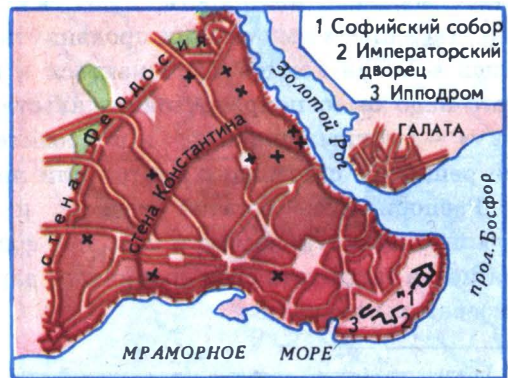 1 Софийский собор
2 Императорский
дворец
3 Ипподром
Стена Феодосия
Стена Константина
Золотой Рог
ГАЛАТА
прол. Босфор
1
2
3
МРАМОРНОЕ МОРЕ